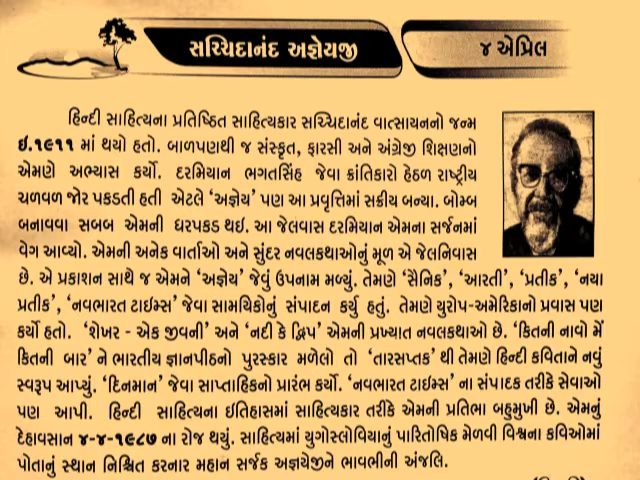 સચ્ચિદાનંદ અજ્ઞેયજી
૪ એપ્રિલ
હિન્દી સાહિત્યના પ્રતિષ્ઠિત સાહિત્યકાર સચ્ચિદાનંદ વાત્સાયનનો જન્મ
ઇ.૧૯૧૧ માં થયો હતો. બાળપણથી જ સંસ્કૃત, ફારસી અને અંગ્રેજી શિક્ષણનો
એમણે અભ્યાસ કર્યો. દરમિયાન ભગતસિંહ જેવા ક્રાંતિકારો હેઠળ રાષ્ટ્રીય
ચળવળ જોર પકડતી હતી એટલે ‘અજ્ઞેય’ પણ આ પ્રવૃત્તિમાં સક્રીય બન્યા. બોમ્બ
બનાવવા સબબ એમની ધરપકડ થઇ. આ જેલવાસ દરમિયાન એમના સર્જનમાં
વેગ આવ્યો. એમની અનેક વાર્તાઓ અને સુંદર નવલકથાઓનું મૂળ એ જેલનિવાસ
છે. એ પ્રકાશન સાથે જ એમને ‘અજ્ઞેય’ જેવું ઉપનામ મળ્યું. તેમણે ‘સૈનિક’, ‘આરતી’, ‘પ્રતીક’, ‘નયા
પ્રતીક’, ‘નવભારત ટાઇમ્સ’ જેવા સામયિકોનું સંપાદન કર્યુ હતું. તેમણે યુરોપ-અમેરિકાનો પ્રવાસ પણ
કર્યો હતો. ‘શેખર - એક જીવની’ અને ‘નદી કે દ્વિપ’ એમની પ્રખ્યાત નવલકથાઓ છે. ‘કિતની નાવો મેં
કિતની બાર’ ને ભારતીય જ્ઞાનપીઠનો પુરસ્કાર મળેલો તો ‘તારસપ્તક’ થી તેમણે હિન્દી કવિતાને નવું
સ્વરૂપ આપ્યું. ‘દિનમાન’ જેવા સાપ્તાહિકનો પ્રારંભ કર્યો. ‘નવભારત ટાઇમ્સ’ ના સંપાદક તરીકે સેવાઓ
પણ આપી. હિન્દી સાહિત્યના ઇતિહાસમાં સાહિત્યકાર તરીકે એમની પ્રતિભા બહુમુખી છે. એમનું
દેહાવસાન ૪-૪-૧૯૮૭ ના રોજ થયું. સાહિત્યમાં યુગોસ્લોવિયાનું પારિતોષિક મેળવી વિશ્વના કવિઓમાં
પોતાનું સ્થાન નિશ્ચિત કરનાર મહાન સર્જક અજ્ઞયેજીને ભાવભીની અંજલિ.